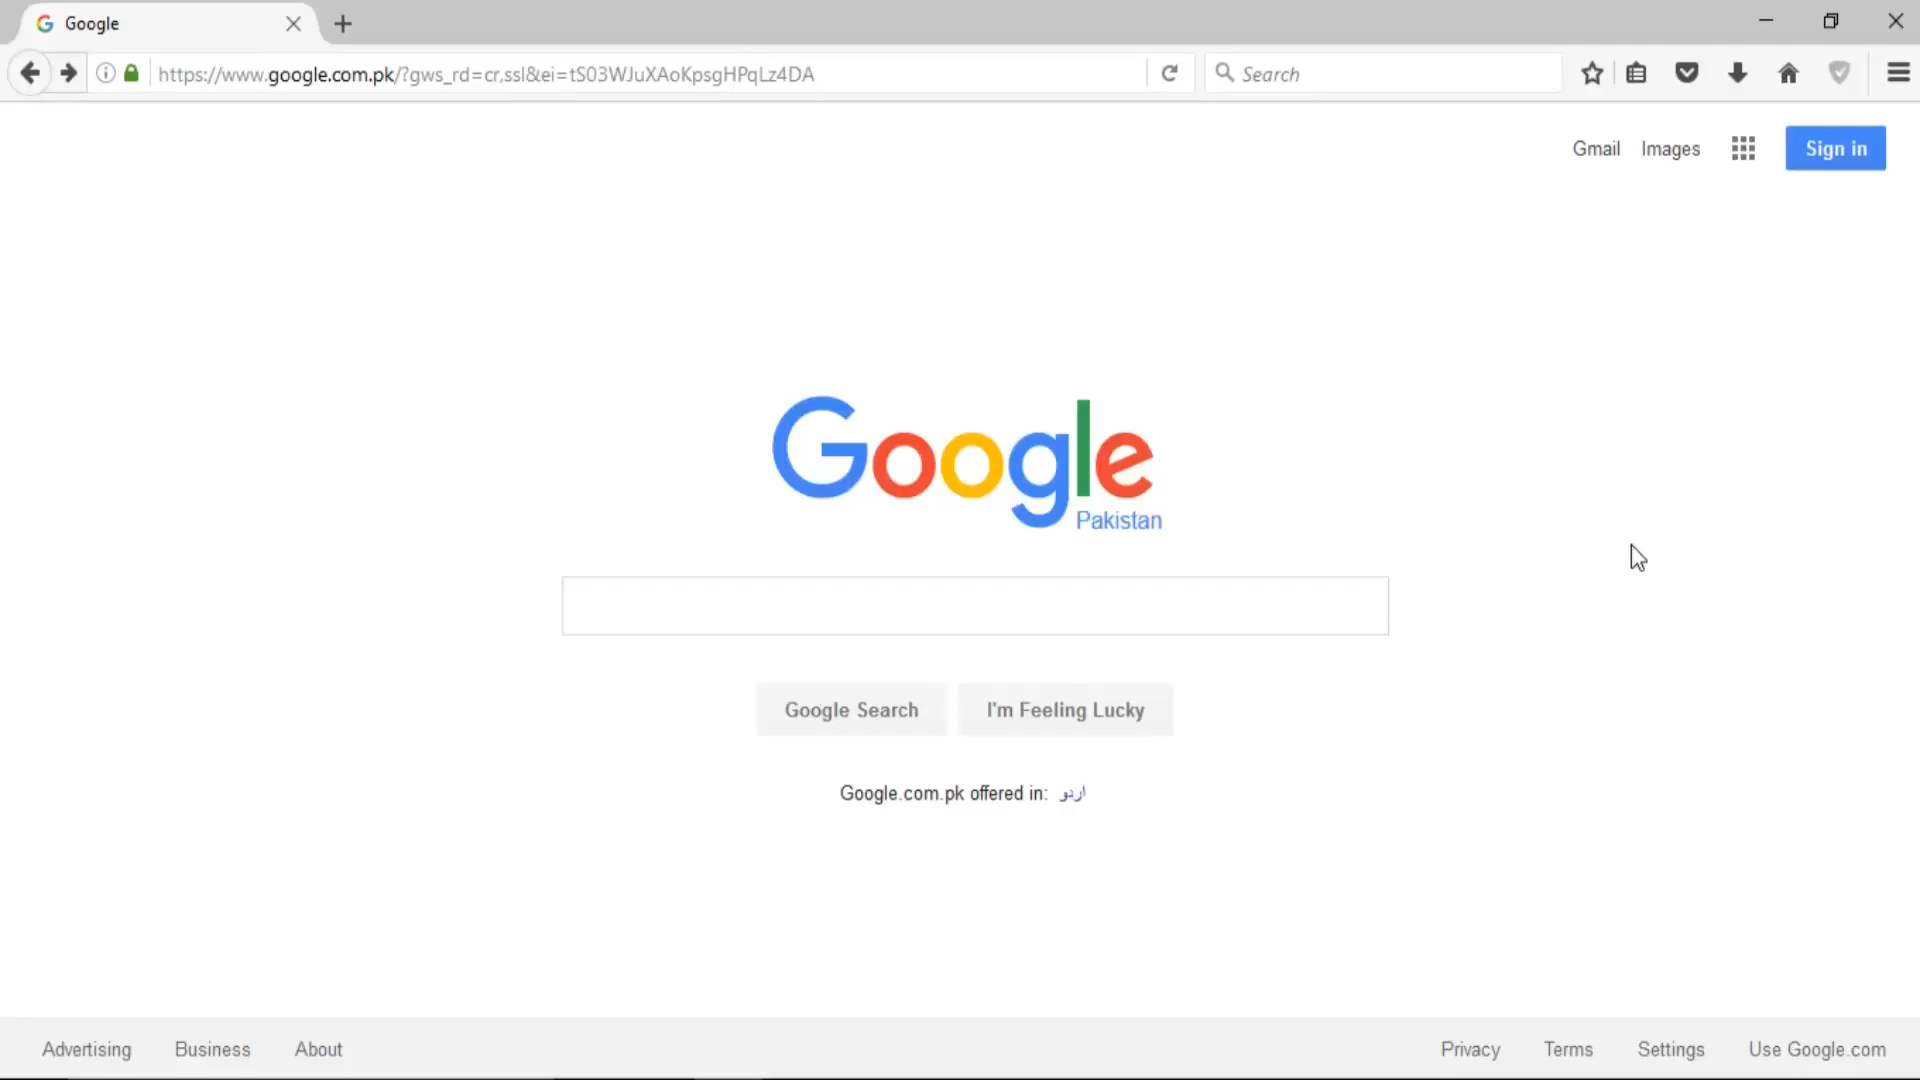 Google
https://www.google.com.pk/?gws_rd=cr,ssl&ei=tS03WJuXAoKpsgHPqLz4DA
Search
Gmail Images Sign in
Google
Pakistan
Google Search I'm Feeling Lucky
Google.com.pk offered in: اردو
Advertising Business About Privacy Terms Settings Use Google.com